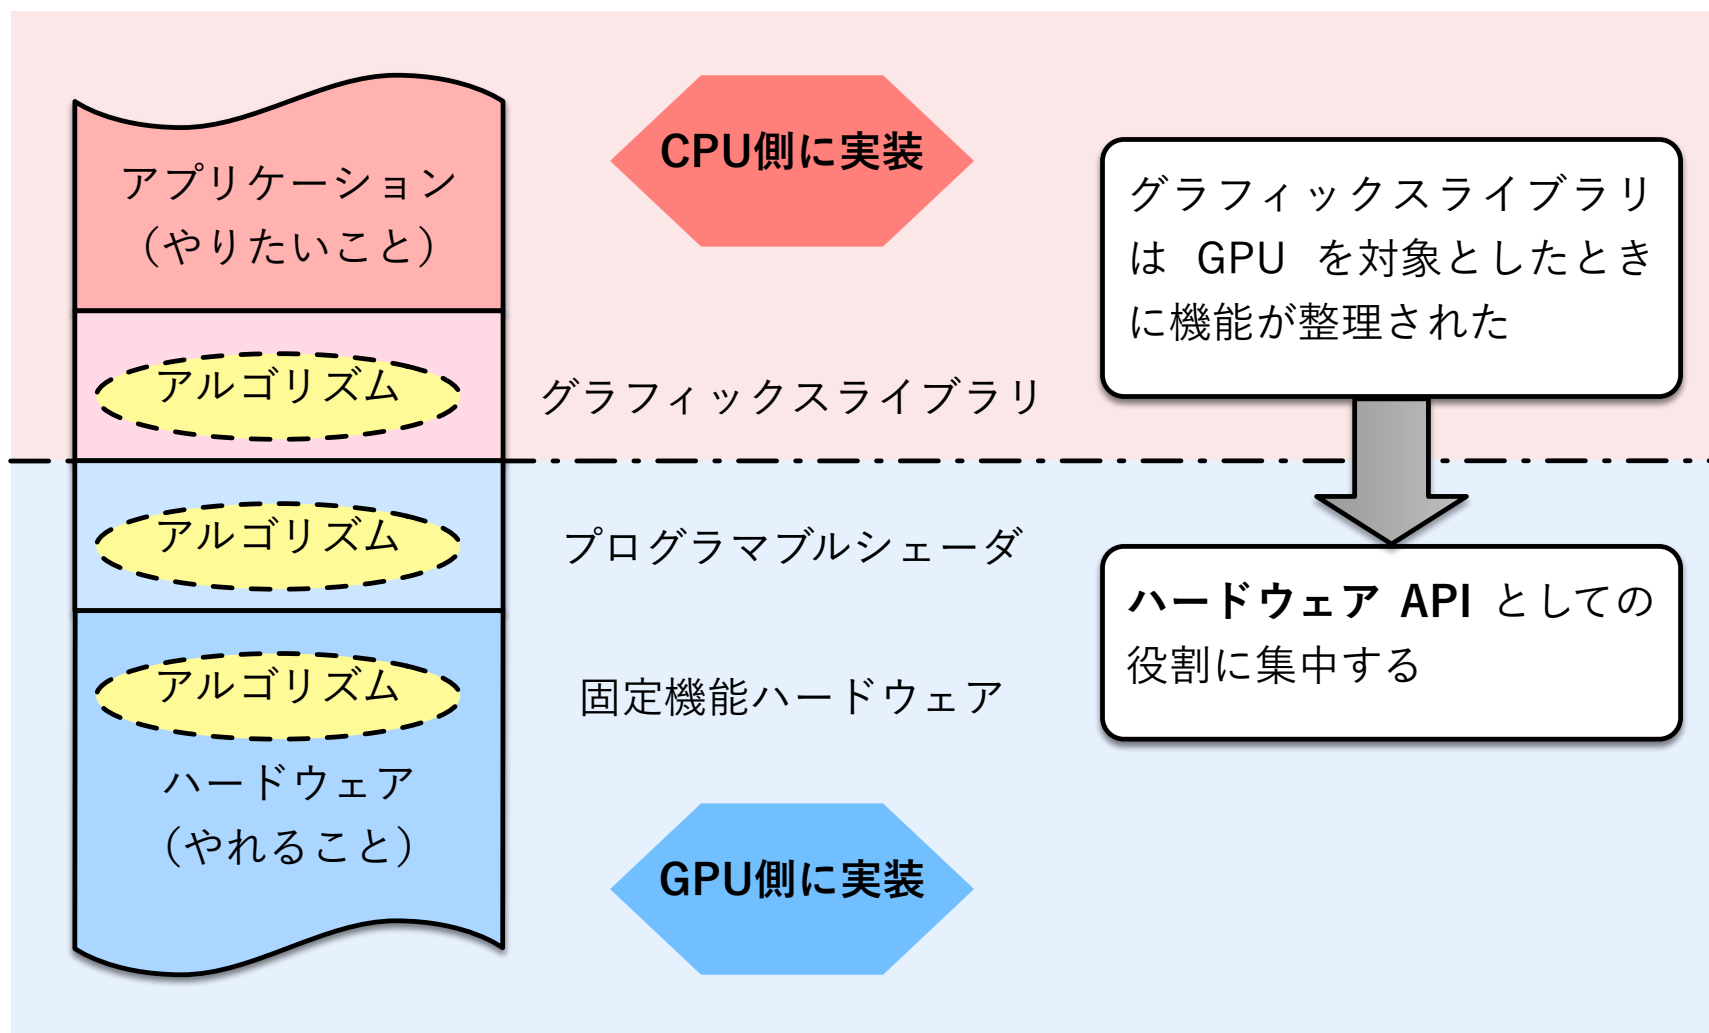 アプリケーション
（やりたいこと）
アルゴリズム
アルゴリズム
アルゴリズム
ハードウェア
（やれること）
CPU側に実装
グラフィックスライブラリ
プログラマブルシェーダ
固定機能ハードウェア
GPU側に実装
グラフィックスライブラリ
は GPU を対象としたとき
に機能が整理された
ハードウェア API としての
役割に集中する